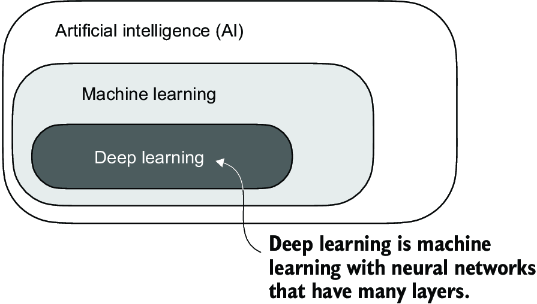 Artificial intelligence (AI)
Machine learning
Deep learning
Deep learning is machine
learning with neural networks
that have many layers.